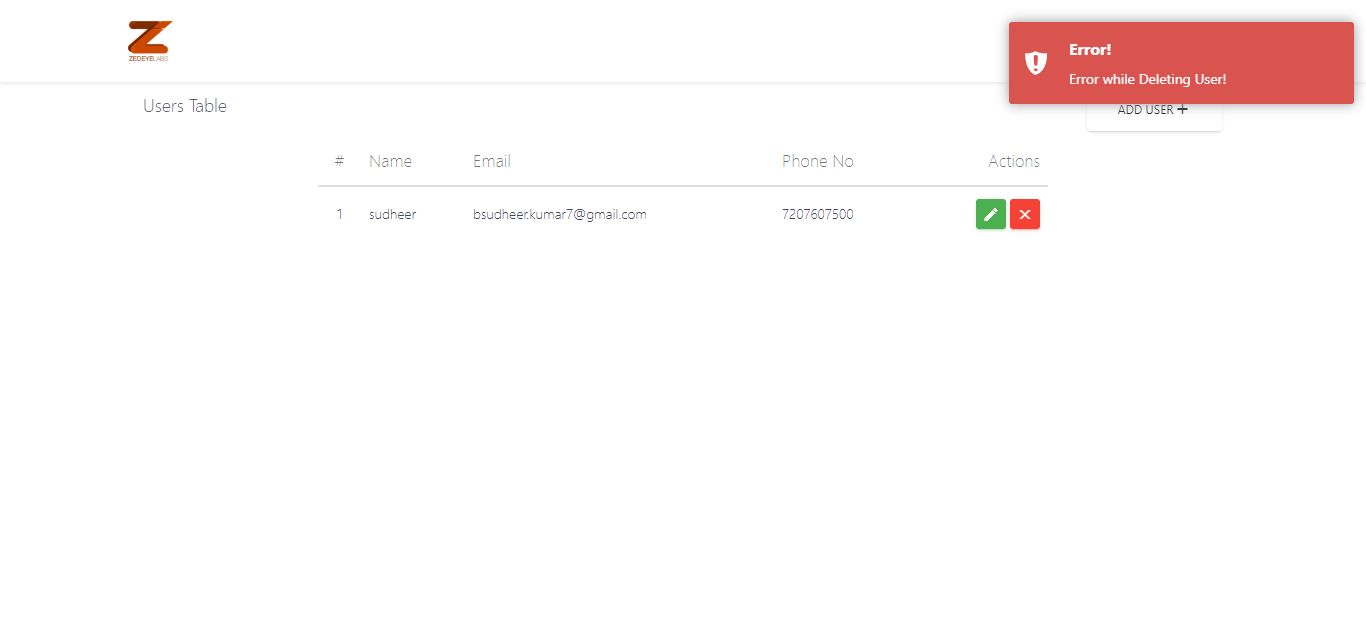 ZEDEYELABS
Error!
Error while Deleting User!
Users Table
ADD USER
# Name Email Phone No Actions
1 sudheer bsudheer.kumar7@gmail.com 7207607500